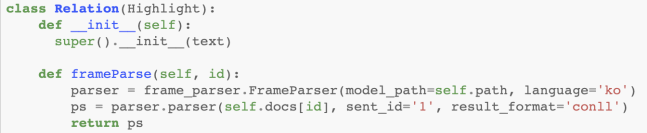 class Relation(Highlight):
    def __init__(self):
      super().__init__(text)

    def frameParse(self, id):
        parser = frame_parser.FrameParser(model_path=self.path, language='ko')
        ps = parser.parser(self.docs[id], sent_id='1', result_format='conll')
        return ps